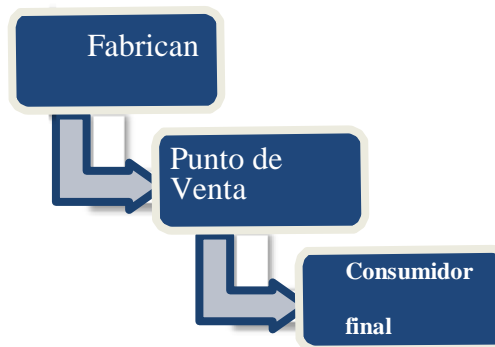 Fabrican
Punto de
Venta
Consumidor
final